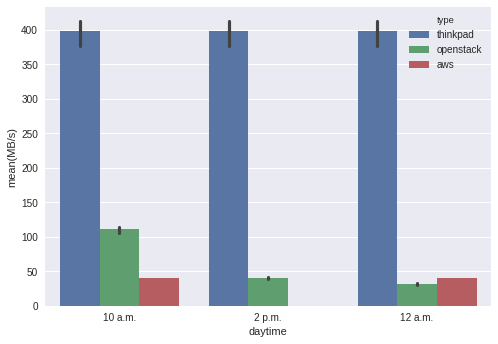 type
thinkpad
openstack
aws
mean(MB/s)
400
350
300
250
200
150
100
50
0
10 a.m.
2 p.m.
12 a.m.
daytime